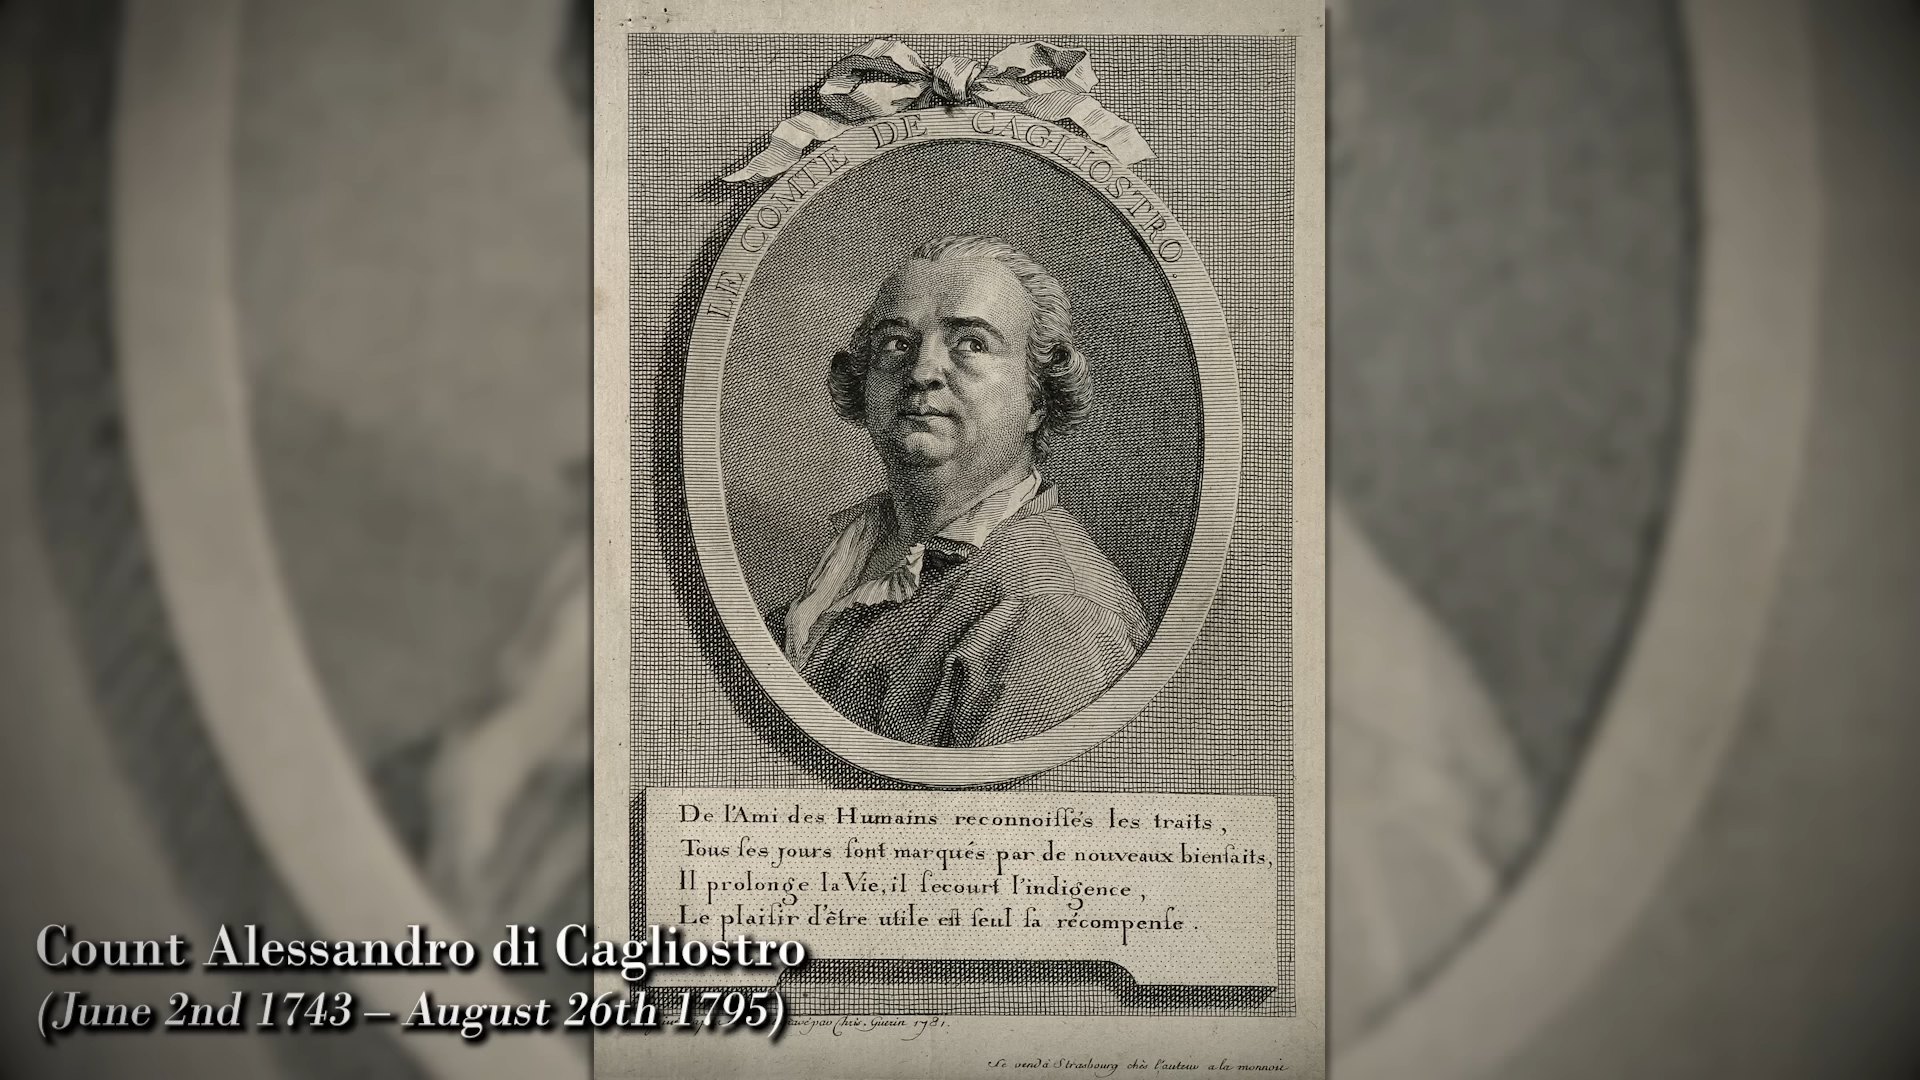 LE COMTE DE CAGLIOSTRO.
De l'Ami des Humains reconnoiſſés les traits,
Tous ſes jours ſont marqués par de nouveaux bienfaits,
Il prolonge la Vie, il ſecourt l'indigence,
Le plaiſir d'être utile eſt ſeul ſa récompenſe.
Count Alessandro di Cagliostro
(June 2nd 1743 – August 26th 1795)
par Chris. Guerin 1781.
Se vend à Strasbourg chès l'auteur a la monnoie